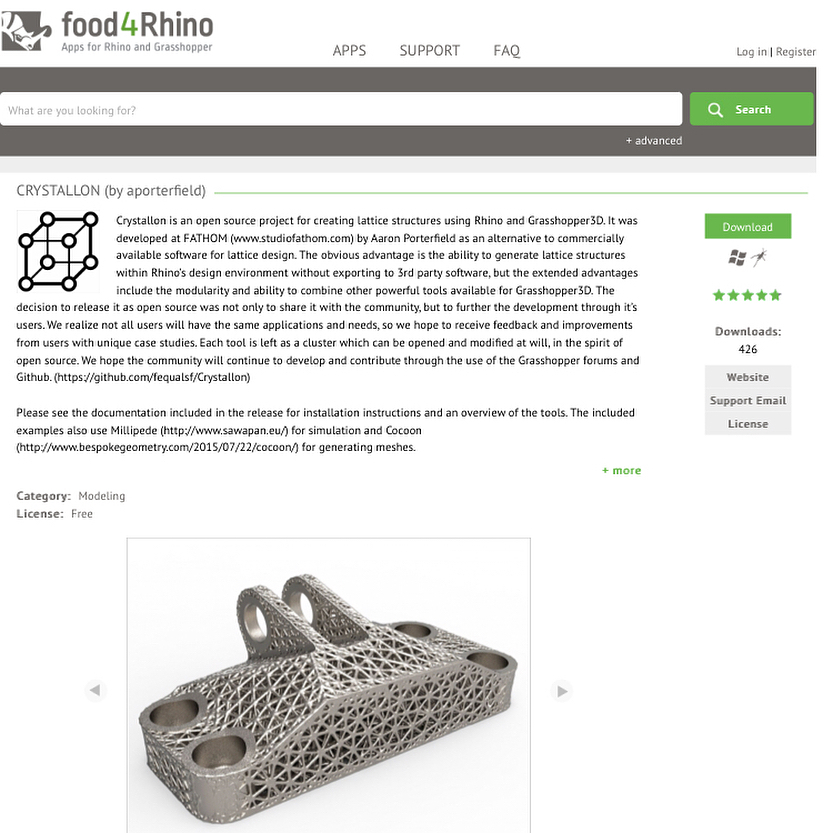 food4Rhino
Apps for Rhino and Grasshopper
APPS SUPPORT FAQ
Log in | Register
What are you looking for?
Search
+ advanced
CRYSTALLON (by aporterfield)
Crystallon is an open source project for creating lattice structures using Rhino and Grasshopper3D. It was
developed at FATHOM (www.studiofathom.com) by Aaron Porterfield as an alternative to commercially
available software for lattice design. The obvious advantage is the ability to generate lattice structures
within Rhino's design environment without exporting to 3rd party software, but the extended advantages
include the modularity and ability to combine other powerful tools available for Grasshopper3D. The
decision to release it as open source was not only to share it with the community, but to further the development through it's
users. We realize not all users will have the same applications and needs, so we hope to receive feedback and improvements
from users with unique case studies. Each tool is left as a cluster which can be opened and modified at will, in the spirit of
open source. We hope the community will continue to develop and contribute through the use of the Grasshopper forums and
Github. (https://github.com/fequalsf/Crystallon)
Please see the documentation included in the release for installation instructions and an overview of the tools. The included
examples also use Millipede (http://www.sawapan.eu/) for simulation and Cocoon
(http://www.bespokegeometry.com/2015/07/22/cocoon/) for generating meshes.
+ more
Category: Modeling
License: Free
Download
Downloads:
426
Website
Support Email
License